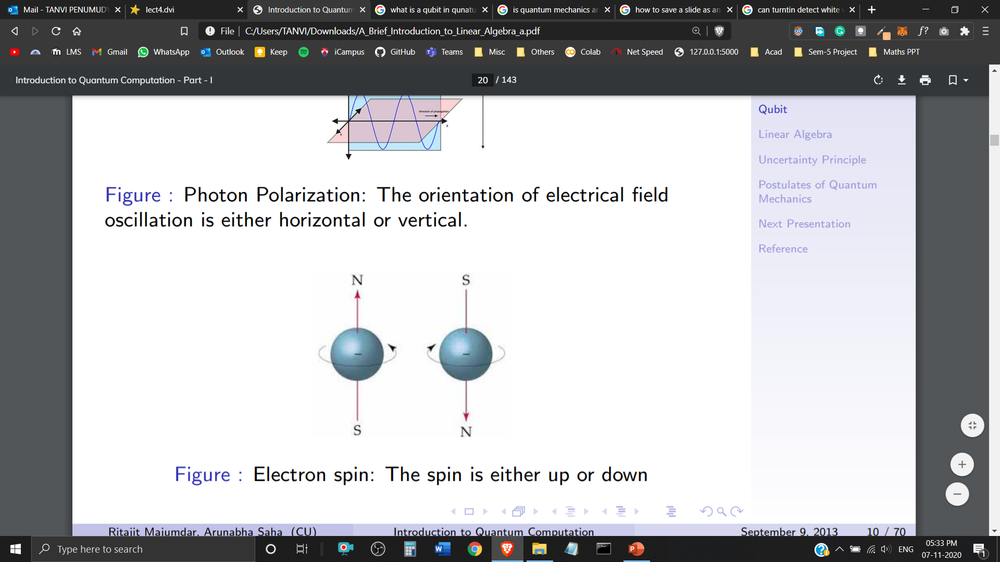 Mail - TANVI PENUMUDY
lect4.dvi
Introduction to Quantum
what is a qubit in qunatu
is quantum mechanics an
how to save a slide as an
can turntin detect white
File
C:/Users/TANVI/Downloads/A_Brief_Introduction_to_Linear_Algebra_a.pdf
LMS
Gmail
WhatsApp
Outlook
Keep
iCampus
GitHub
Teams
Misc
Others
Colab
Net Speed
127.0.0.1:5000
Acad
Sem-5 Project
Maths PPT
Introduction to Quantum Computation - Part - I
20 / 143
direction of propagation
z
x
Qubit
Linear Algebra
Uncertainty Principle
Postulates of Quantum
Mechanics
Next Presentation
Reference
Figure : Photon Polarization: The orientation of electrical field
oscillation is either horizontal or vertical.
N
S
S
N
Figure : Electron spin: The spin is either up or down
Ritajit Majumdar, Arunabha Saha (CU)
Introduction to Quantum Computation
September 9, 2013
10 / 70
Type here to search
ENG
05:33 PM
07-11-2020
1